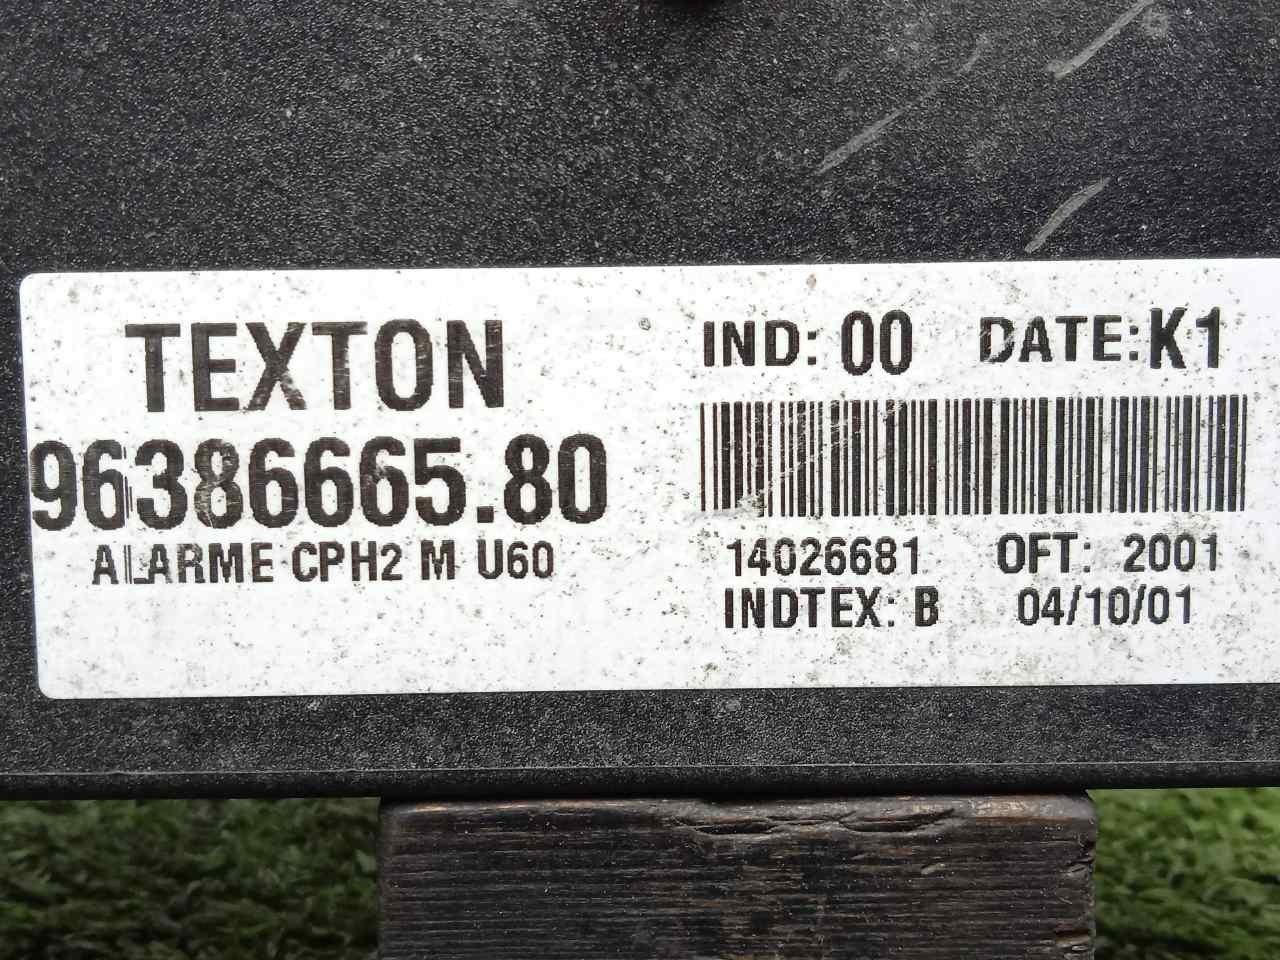 TEXTON
96386665.80
ALARME CPH2 M U60
IND: 00 DATE: K1
14026681 OFT: 2001
INDTEX: B 04/10/01